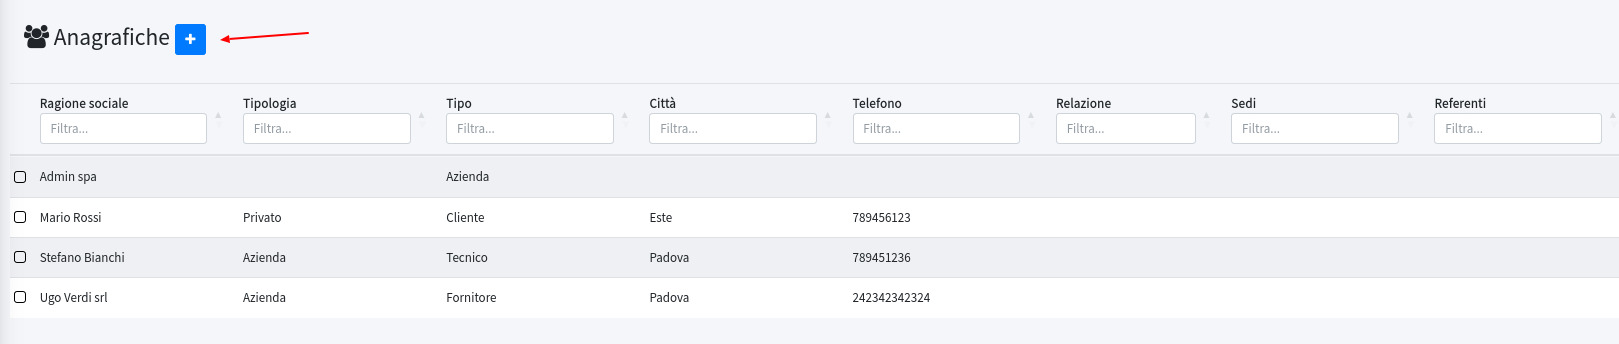 Anagrafiche +
Ragione sociale Tipologia Tipo Città Telefono Relazione Sedi Referenti
Filtra... Filtra... Filtra... Filtra... Filtra... Filtra... Filtra... Filtra...
Admin spa Azienda
Mario Rossi Privato Cliente Este 789456123
Stefano Bianchi Azienda Tecnico Padova 789451236
Ugo Verdi srl Azienda Fornitore Padova 242342342324